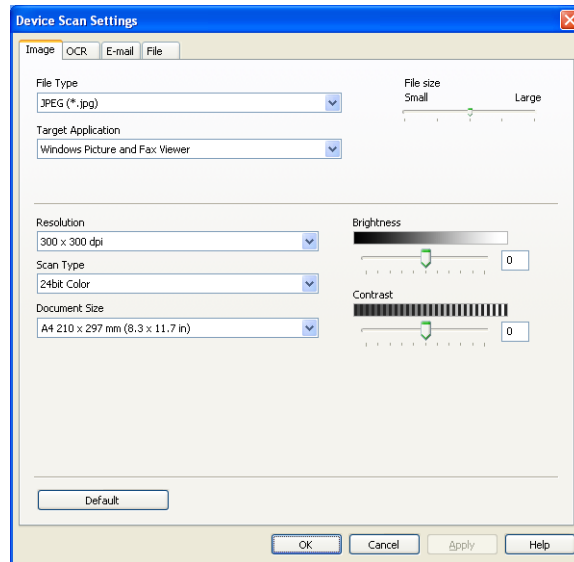 Device Scan Settings
Image OCR E-mail File
File Type
JPEG (*.jpg)
File size
Small Large
Target Application
Windows Picture and Fax Viewer
Resolution
300 x 300 dpi
Scan Type
24bit Color
Document Size
A4 210 x 297 mm (8.3 x 11.7 in)
Brightness
0
Contrast
0
Default
OK Cancel Apply Help